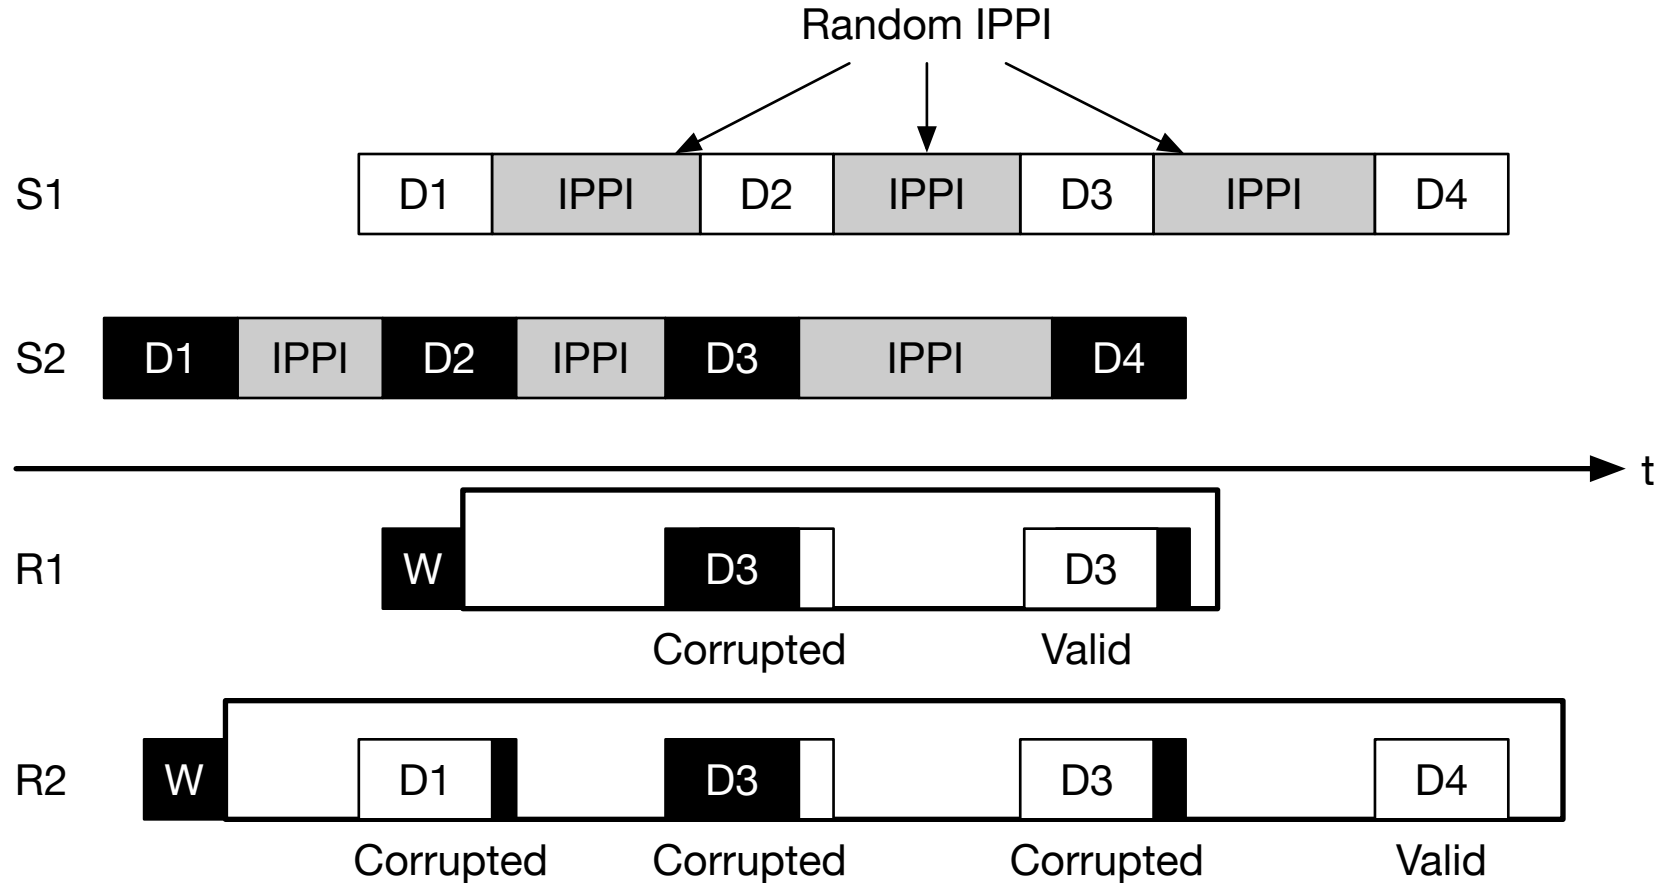 Random IPPI
S1 D1 IPPI D2 IPPI D3 IPPI D4
S2 D1 IPPI D2 IPPI D3 IPPI D4
t
R1 W D3 D3
Corrupted Valid
R2 W D1 D3 D3 D4
Corrupted Corrupted Corrupted Valid